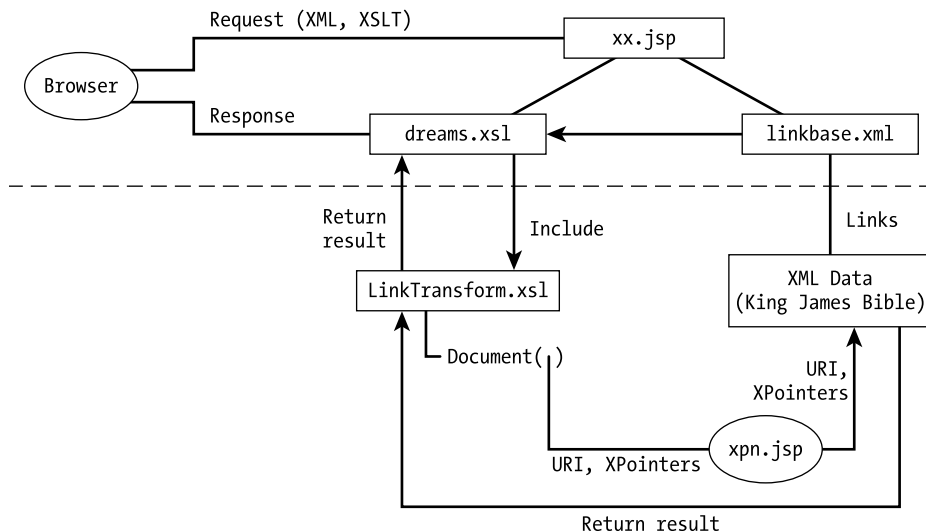 Request (XML, XSLT)
xx.jsp
Browser
Response
dreams.xsl
linkbase.xml
Return
result
Include
Links
LinkTransform.xsl
XML Data
(King James Bible)
Document( )
URI,
XPointers
xpn.jsp
URI, XPointers
Return result